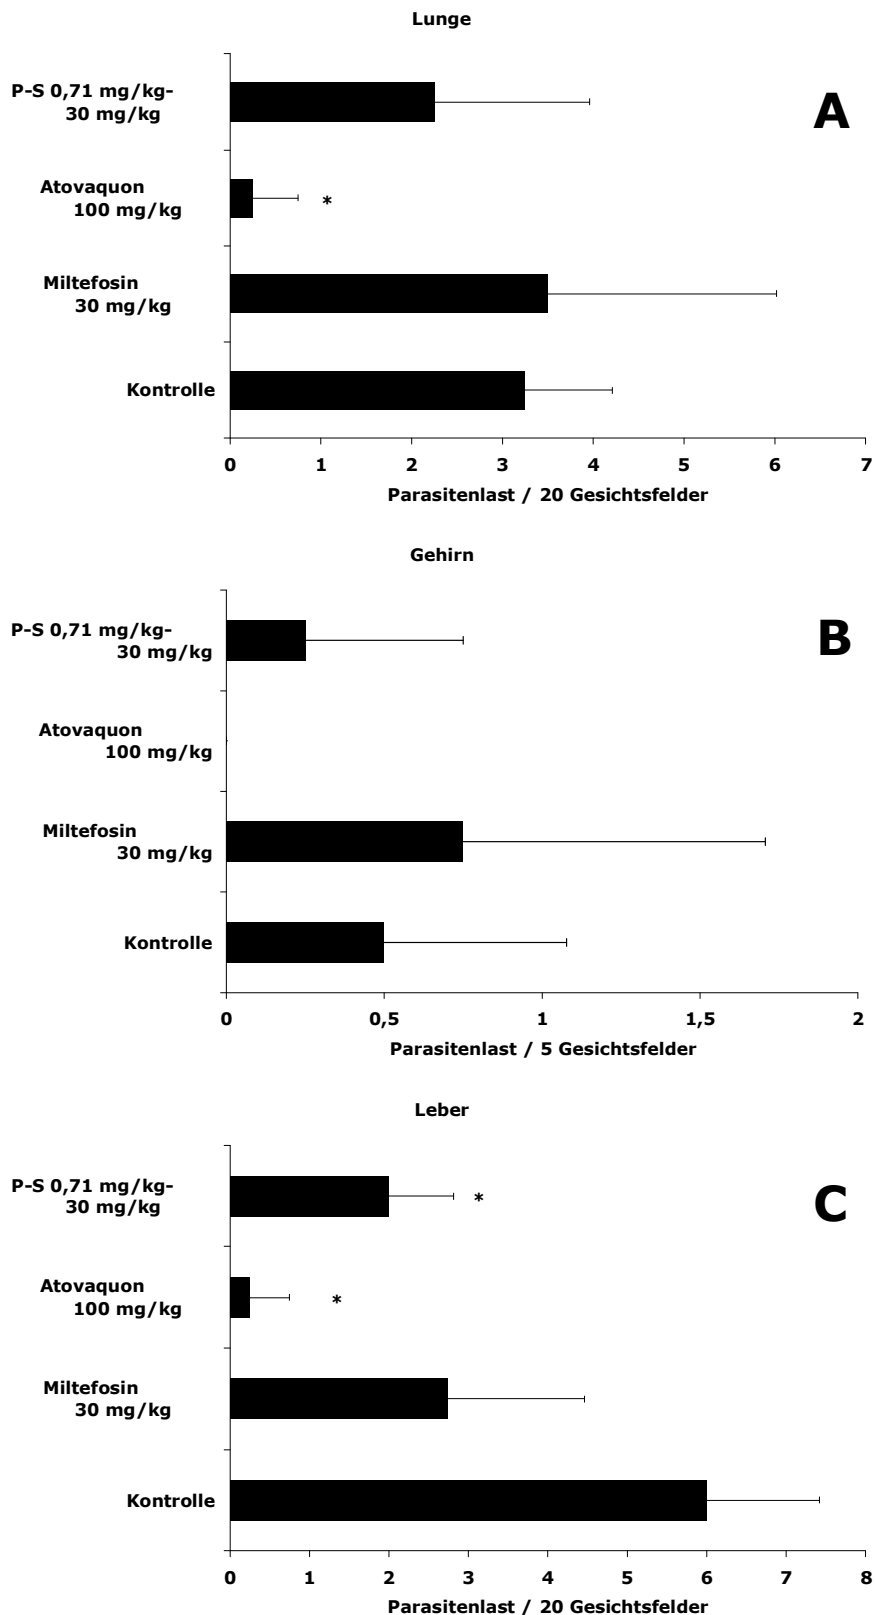 Lunge
P-S 0,71 mg/kg-
30 mg/kg
A
Atovaquon
100 mg/kg
*
Miltefosin
30 mg/kg
Kontrolle
0 1 2 3 4 5 6 7
Parasitenlast / 20 Gesichtsfelder
Gehirn
P-S 0,71 mg/kg-
30 mg/kg
B
Atovaquon
100 mg/kg
Miltefosin
30 mg/kg
Kontrolle
0 0,5 1 1,5 2
Parasitenlast / 5 Gesichtsfelder
Leber
P-S 0,71 mg/kg-
30 mg/kg
*
C
Atovaquon
100 mg/kg
*
Miltefosin
30 mg/kg
Kontrolle
0 1 2 3 4 5 6 7 8
Parasitenlast / 20 Gesichtsfelder